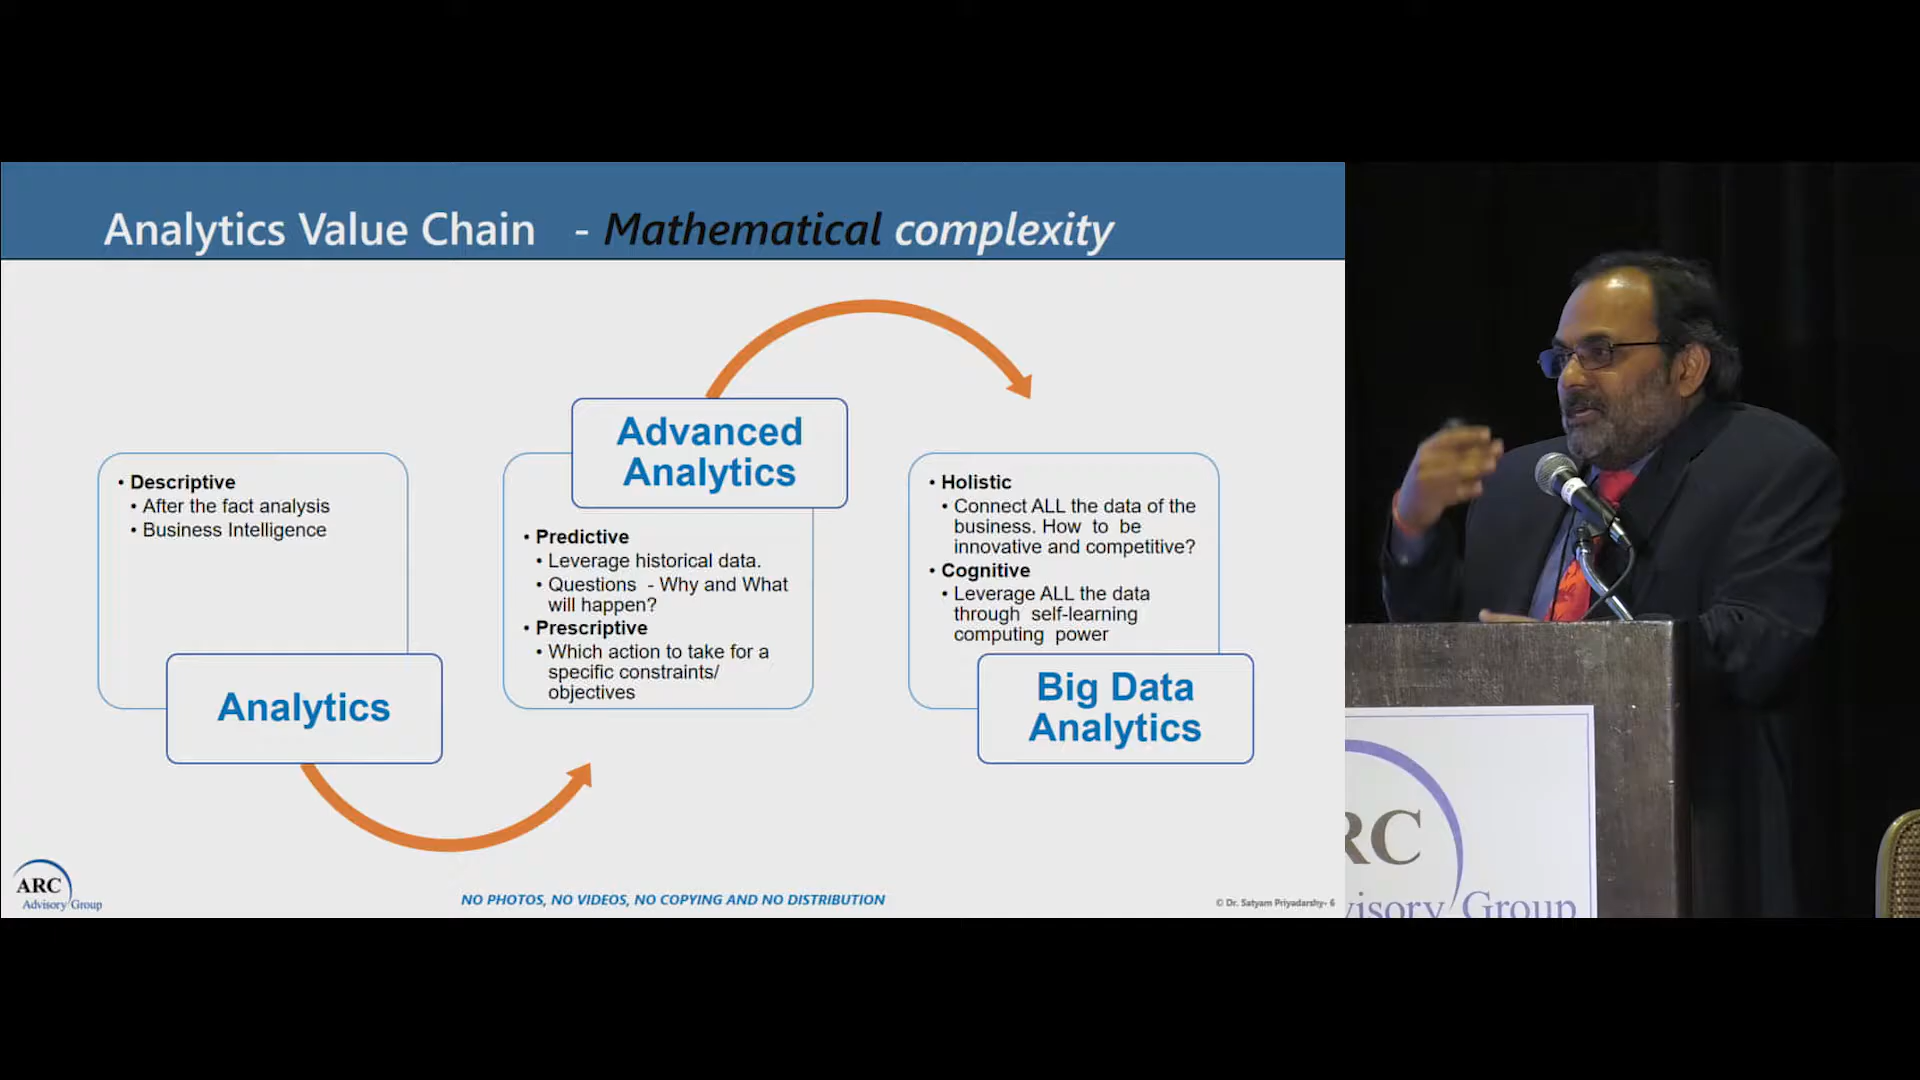 Analytics Value Chain - Mathematical complexity
• Descriptive
• After the fact analysis
• Business Intelligence
Analytics
Advanced
Analytics
• Predictive
• Leverage historical data.
• Questions - Why and What
will happen?
• Prescriptive
• Which action to take for a
specific constraints/
objectives
• Holistic
• Connect ALL the data of the
business. How to be
innovative and competitive?
• Cognitive
• Leverage ALL the data
through self-learning
computing power
Big Data
Analytics
ARC
Advisory Group
NO PHOTOS, NO VIDEOS, NO COPYING AND NO DISTRIBUTION
© Dr. Satyam Priyadarshy- 6
RC
visory Group